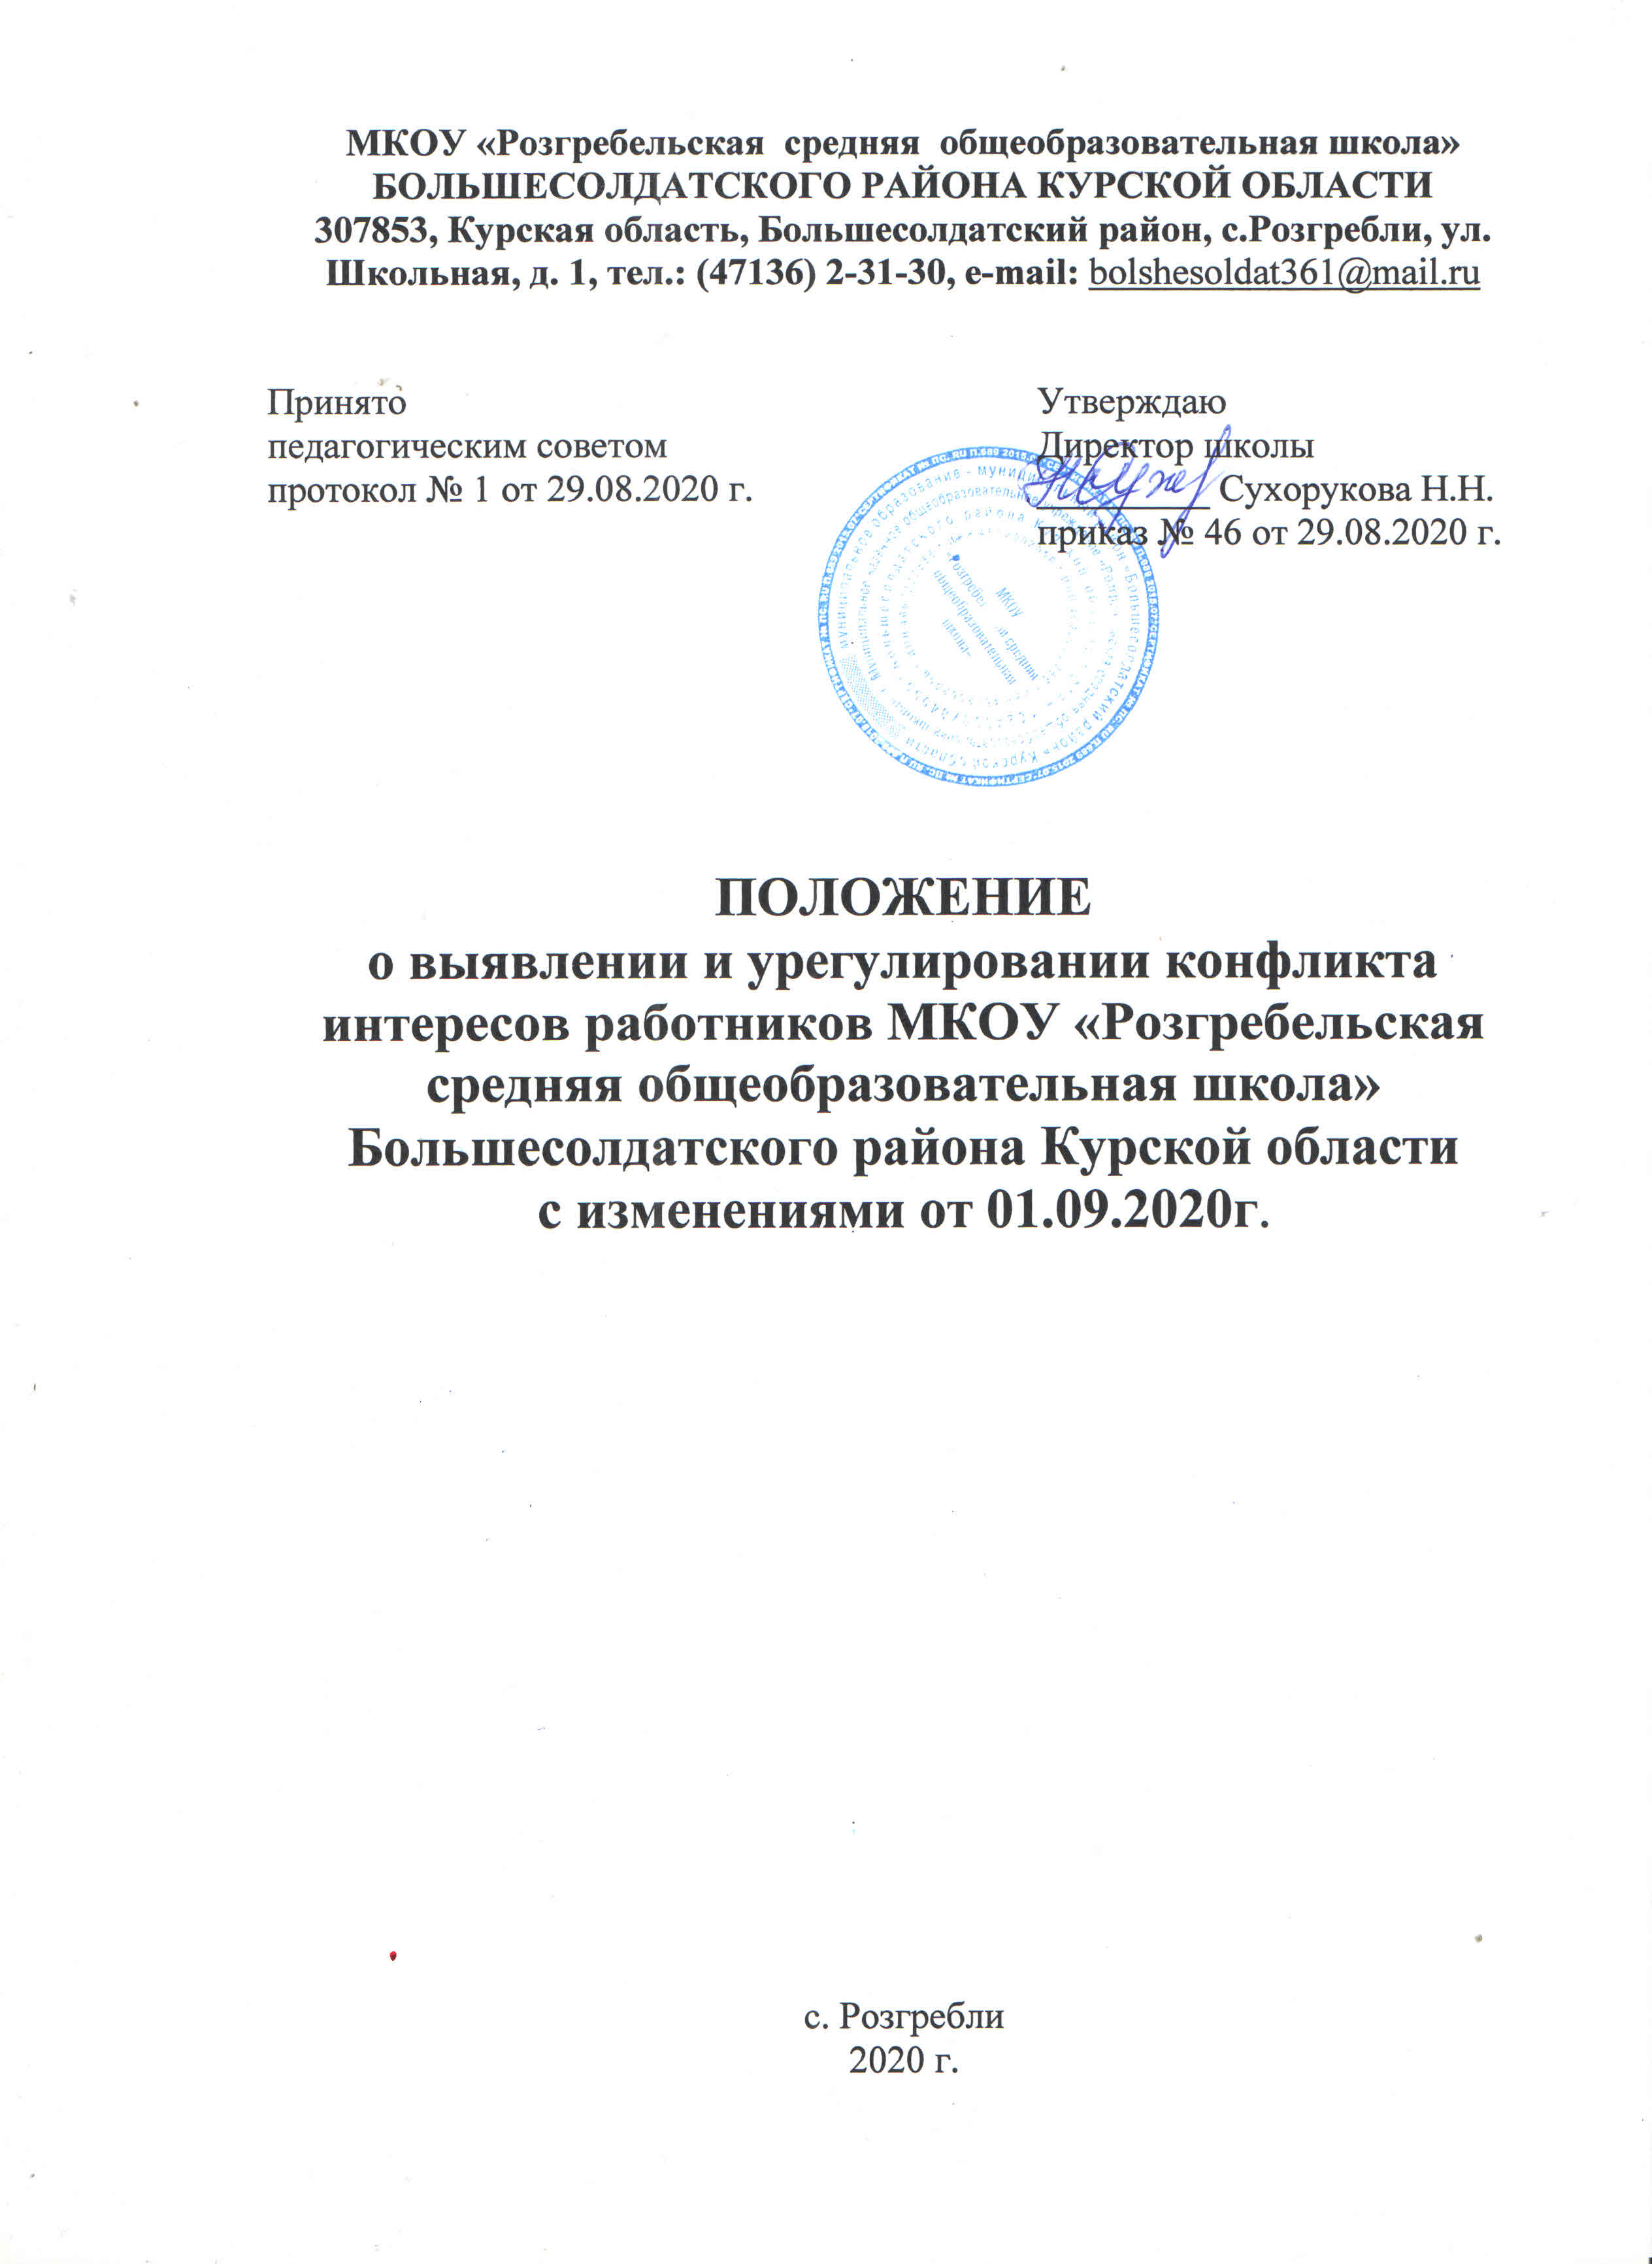 МКОУ «Розгребельская средняя общеобразовательная школа»
БОЛЬШЕСОЛДАТСКОГО РАЙОНА КУРСКОЙ ОБЛАСТИ
307853, Курская область, Большесолдатский район, с.Розгребли, ул.
Школьная, д. 1, тел.: (47136) 2-31-30, e-mail: bolshesoldat361@mail.ru
Принято
педагогическим советом
протокол № 1 от 29.08.2020 г.
Утверждаю
Директор школы
Сухорукова Н.Н.
приказ № 46 от 29.08.2020 г.
МКОУ
общеобразовательная
школа»
ПОЛОЖЕНИЕ
о выявлении и урегулировании конфликта
интересов работников МКОУ «Розгребельская
средняя общеобразовательная школа»
Большесолдатского района Курской области
с изменениями от 01.09.2020г.
с. Розгребли
2020 г.